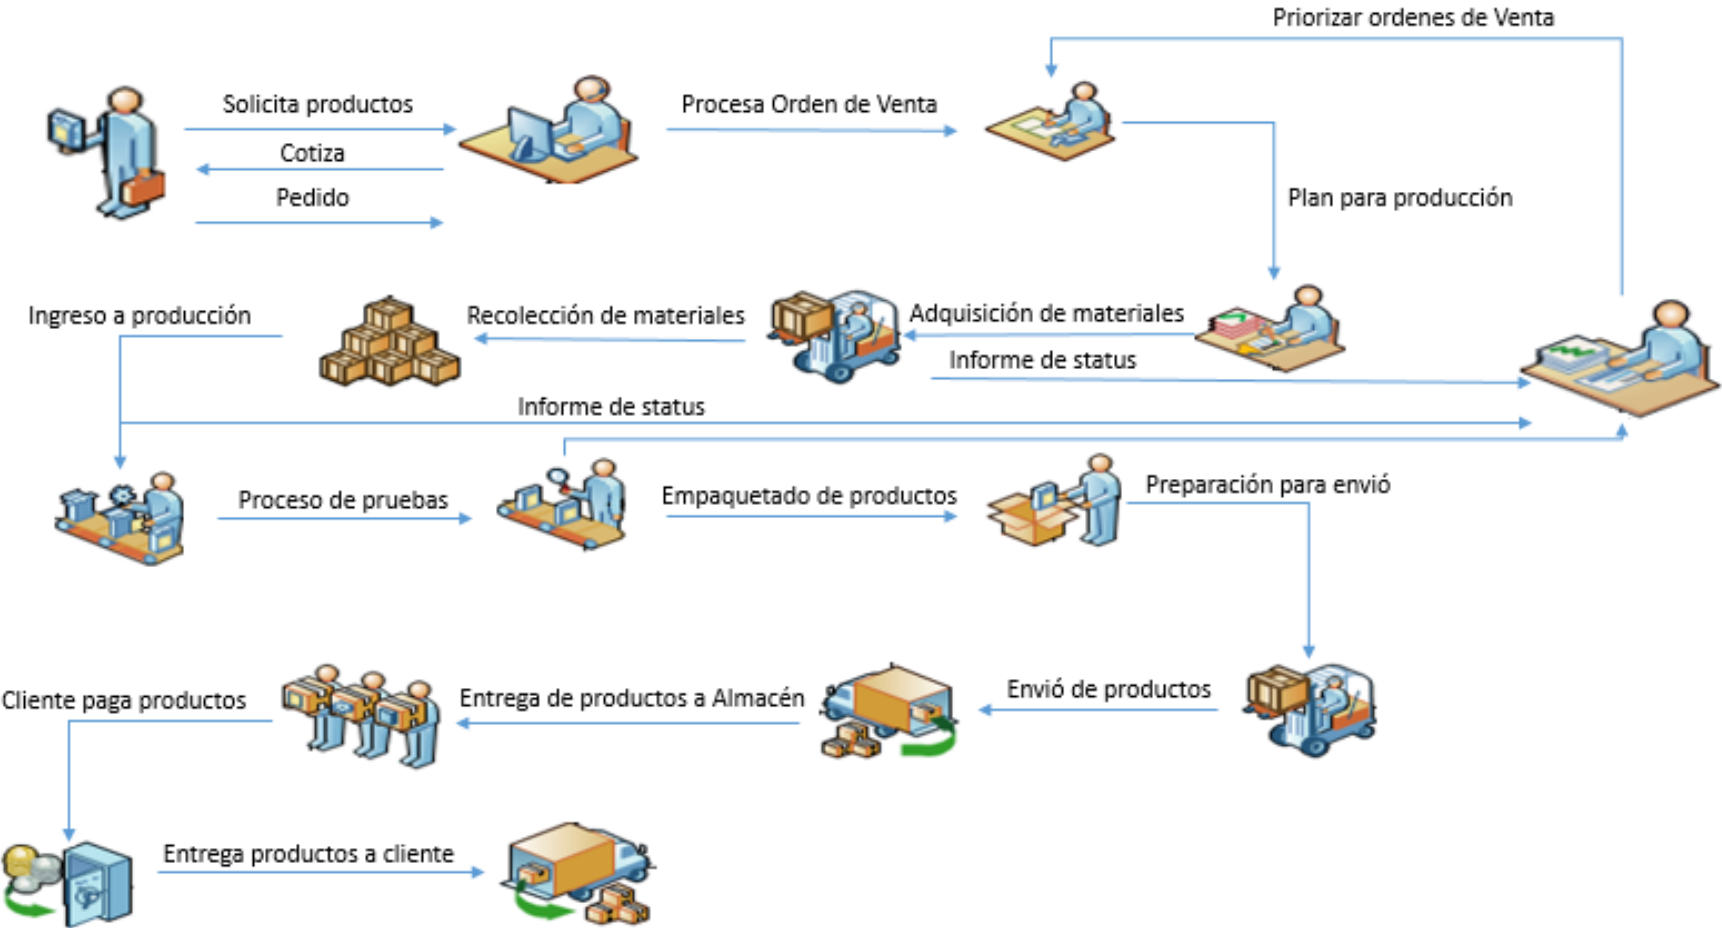 Priorizar ordenes de Venta
Solicita productos
Procesa Orden de Venta
Cotiza
Pedido
Plan para producción
Ingreso a producción
Recolección de materiales
Adquisición de materiales
Informe de status
Informe de status
Proceso de pruebas
Empaquetado de productos
Preparación para envió
Cliente paga productos
Entrega de productos a Almacén
Envió de productos
Entrega productos a cliente